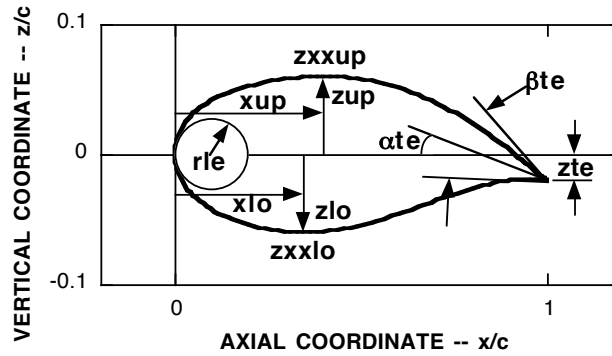 VERTICAL COORDINATE -- z/c
0.1
0
-0.1
zxxup
βte
xup
zup
αte
rle
zte
xlo
zlo
zxxlo
0
1
AXIAL COORDINATE -- x/c